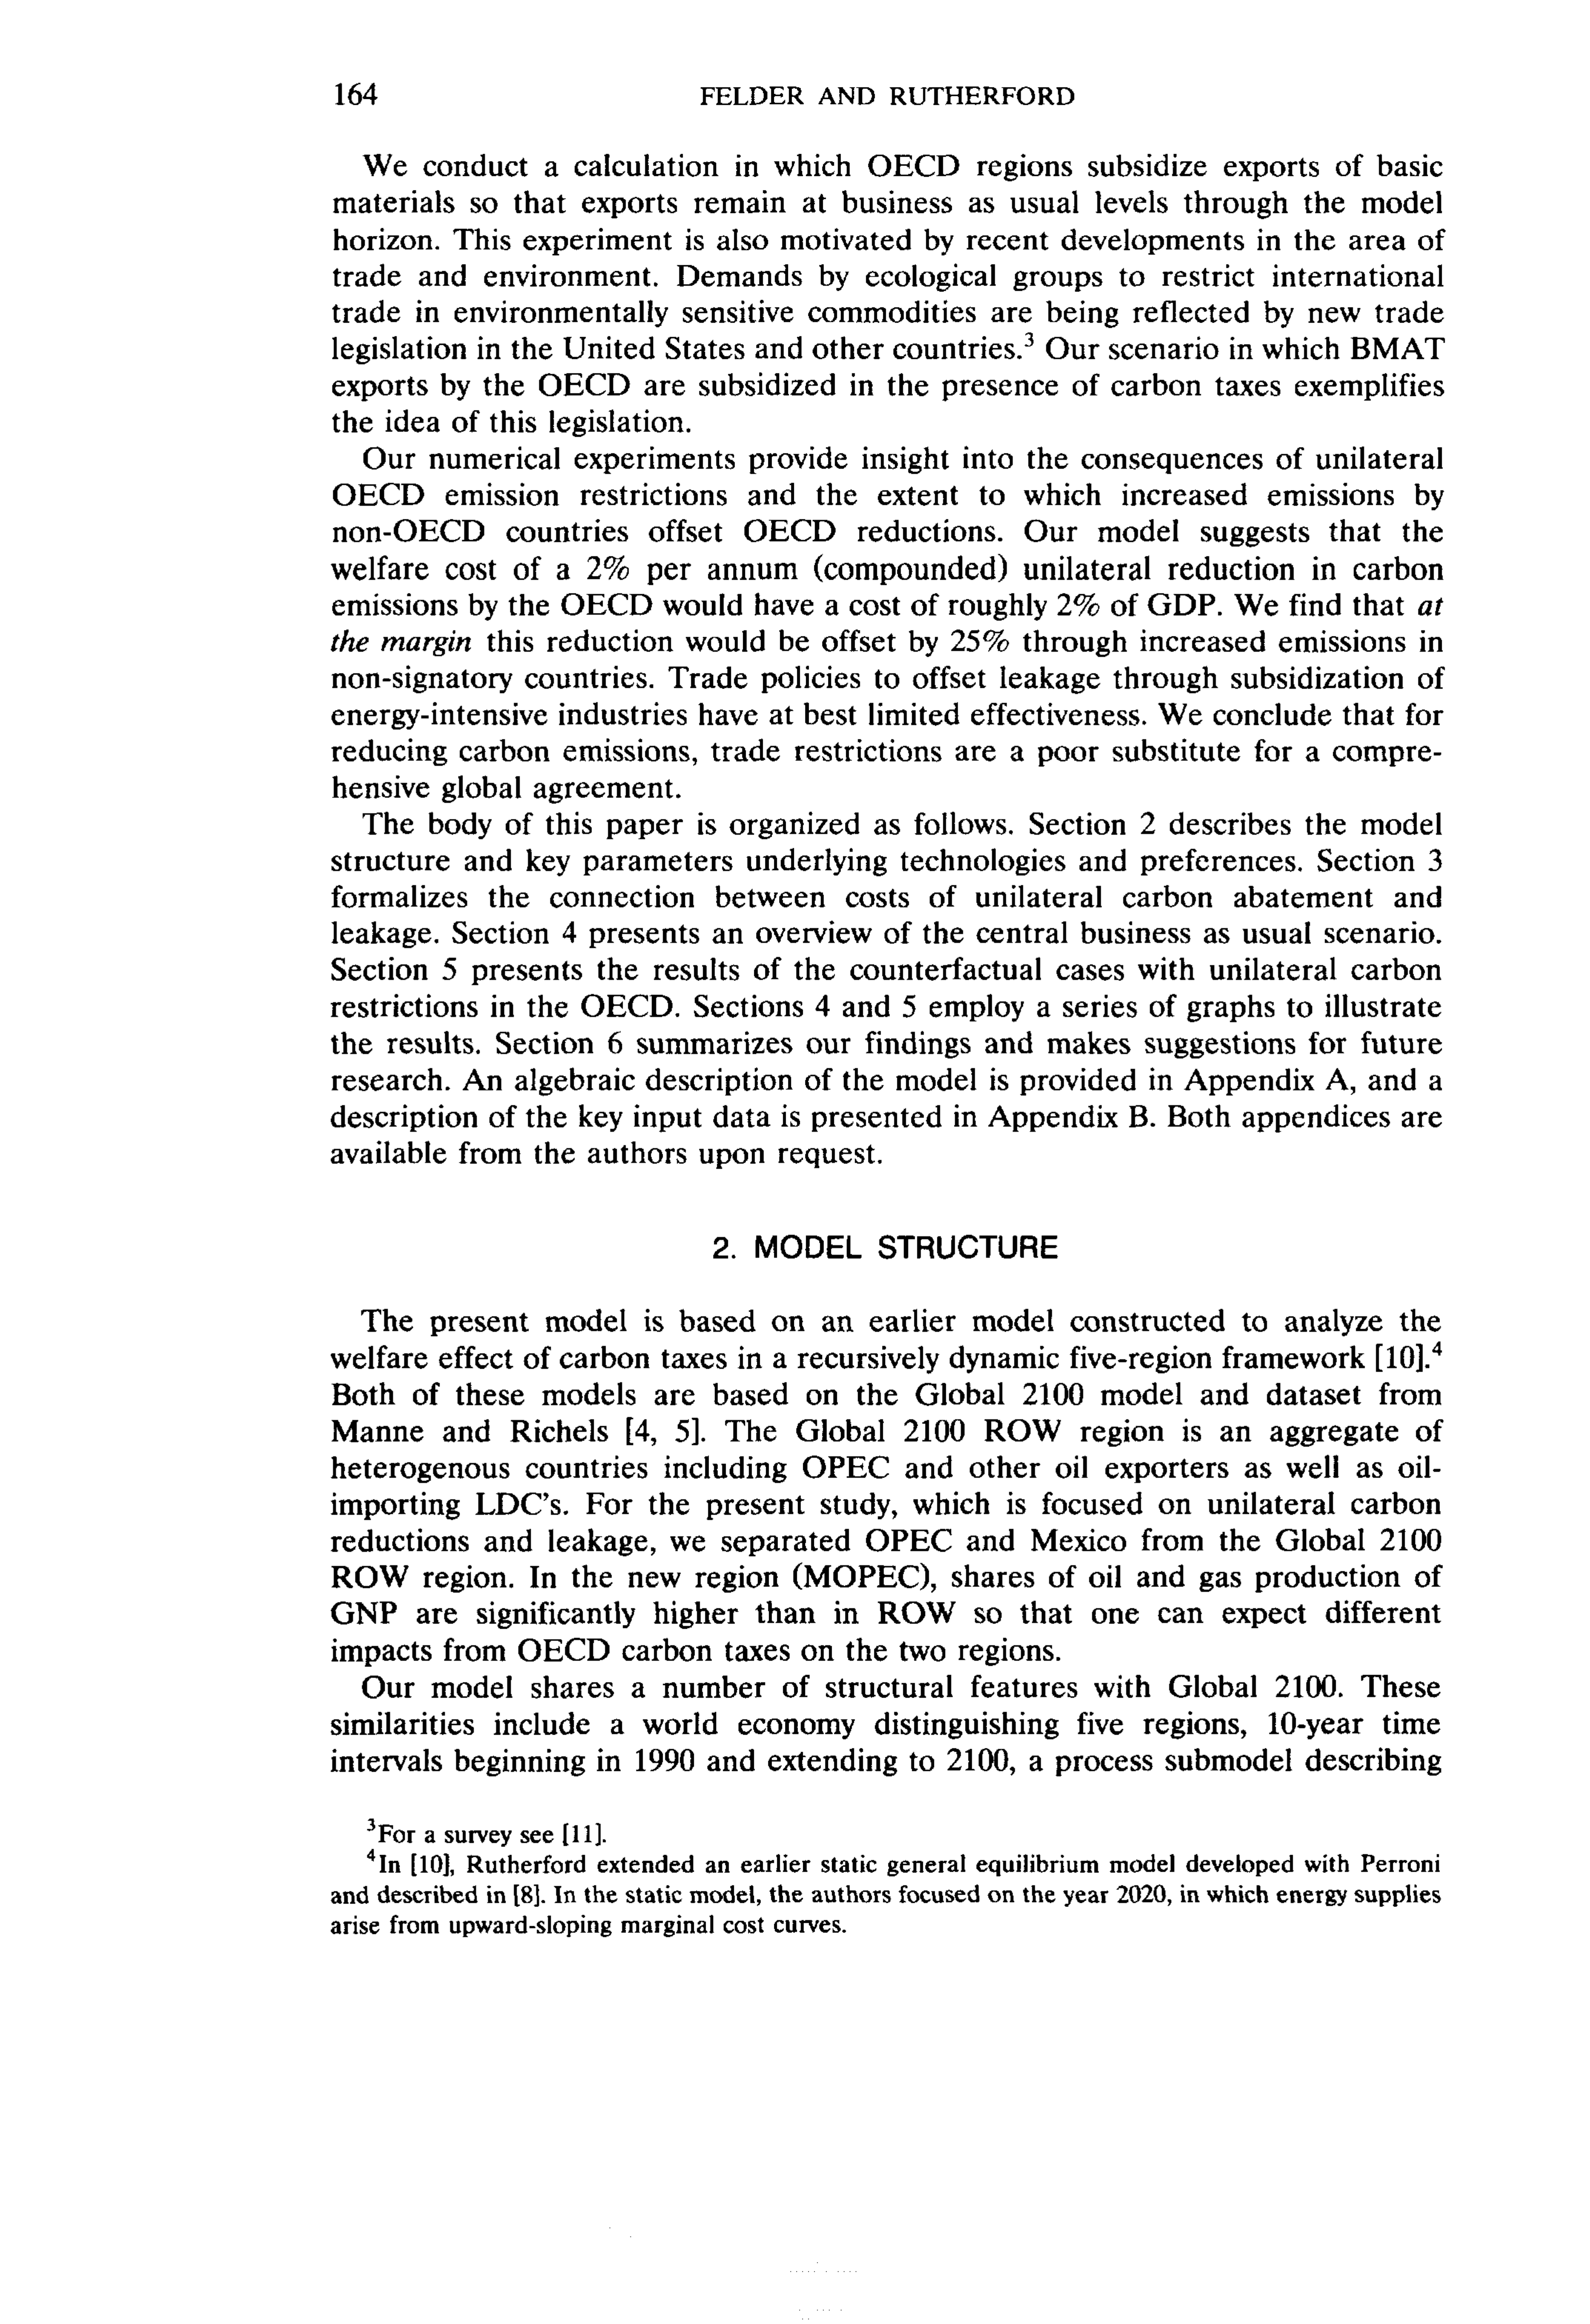 164
FELDER AND RUTHERFORD
We conduct a calculation in which OECD regions subsidize exports of basic
materials so that exports remain at business as usual levels through the model
horizon. This experiment is also motivated by recent developments in the area of
trade and environment. Demands by ecological groups to restrict international
trade in environmentally sensitive commodities are being reflected by new trade
legislation in the United States and other countries.³ Our scenario in which BMAT
exports by the OECD are subsidized in the presence of carbon taxes exemplifies
the idea of this legislation.
Our numerical experiments provide insight into the consequences of unilateral
OECD emission restrictions and the extent to which increased emissions by
non-OECD countries offset OECD reductions. Our model suggests that the
welfare cost of a 2% per annum (compounded) unilateral reduction in carbon
emissions by the OECD would have a cost of roughly 2% of GDP. We find that at
the margin this reduction would be offset by 25% through increased emissions in
non-signatory countries. Trade policies to offset leakage through subsidization of
energy-intensive industries have at best limited effectiveness. We conclude that for
reducing carbon emissions, trade restrictions are a poor substitute for a compre-
hensive global agreement.
The body of this paper is organized as follows. Section 2 describes the model
structure and key parameters underlying technologies and preferences. Section 3
formalizes the connection between costs of unilateral carbon abatement and
leakage. Section 4 presents an overview of the central business as usual scenario.
Section 5 presents the results of the counterfactual cases with unilateral carbon
restrictions in the OECD. Sections 4 and 5 employ a series of graphs to illustrate
the results. Section 6 summarizes our findings and makes suggestions for future
research. An algebraic description of the model is provided in Appendix A, and a
description of the key input data is presented in Appendix B. Both appendices are
available from the authors upon request.
2. MODEL STRUCTURE
The present model is based on an earlier model constructed to analyze the
welfare effect of carbon taxes in a recursively dynamic five-region framework [10].⁴
Both of these models are based on the Global 2100 model and dataset from
Manne and Richels [4, 5]. The Global 2100 ROW region is an aggregate of
heterogenous countries including OPEC and other oil exporters as well as oil-
importing LDC's. For the present study, which is focused on unilateral carbon
reductions and leakage, we separated OPEC and Mexico from the Global 2100
ROW region. In the new region (MOPEC), shares of oil and gas production of
GNP are significantly higher than in ROW so that one can expect different
impacts from OECD carbon taxes on the two regions.
Our model shares a number of structural features with Global 2100. These
similarities include a world economy distinguishing five regions, 10-year time
intervals beginning in 1990 and extending to 2100, a process submodel describing
³For a survey see [11].
⁴In [10], Rutherford extended an earlier static general equilibrium model developed with Perroni
and described in [8]. In the static model, the authors focused on the year 2020, in which energy supplies
arise from upward-sloping marginal cost curves.